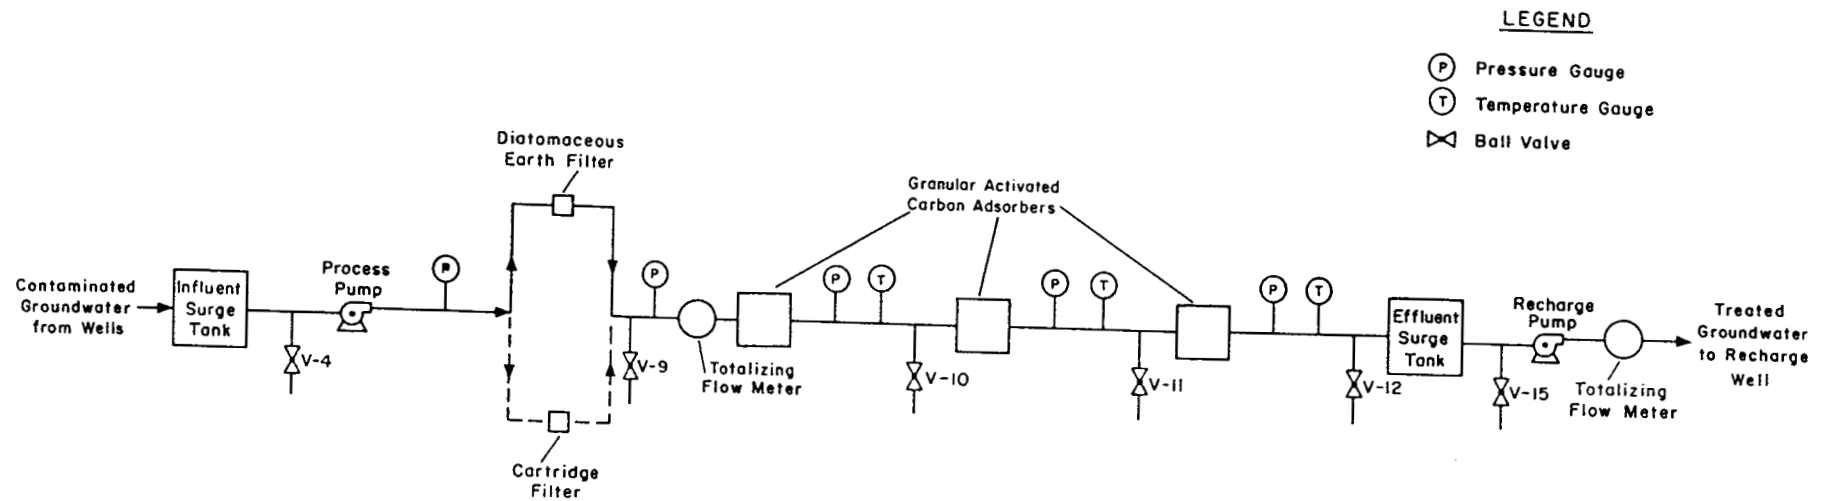 LEGEND
P Pressure Gauge
T Temperature Gauge
Ball Valve
Diatomaceous
Earth Filter
Granular Activated
Carbon Adsorbers
Contaminated
Groundwater
from Wells
Influent
Surge
Tank
V-4
Process
Pump
P
Cartridge
Filter
P
V-9
Totalizing
Flow Meter
P
T
V-10
P
T
V-11
P
T
V-12
Effluent
Surge
Tank
V-15
Recharge
Pump
Totalizing
Flow Meter
Treated
Groundwater
to Recharge
Well